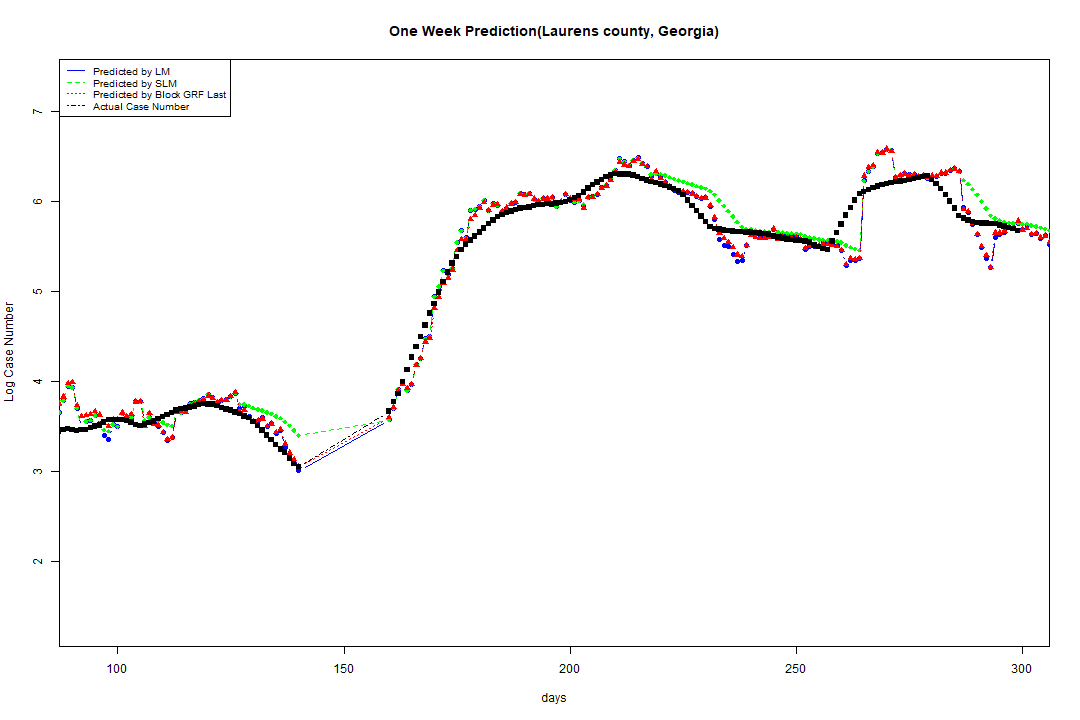 One Week Prediction(Laurens county, Georgia)
Predicted by LM
Predicted by SLM
Predicted by Block GRF Last
Actual Case Number
7
6
5
4
3
2
Log Case Number
100 150 200 250 300
days